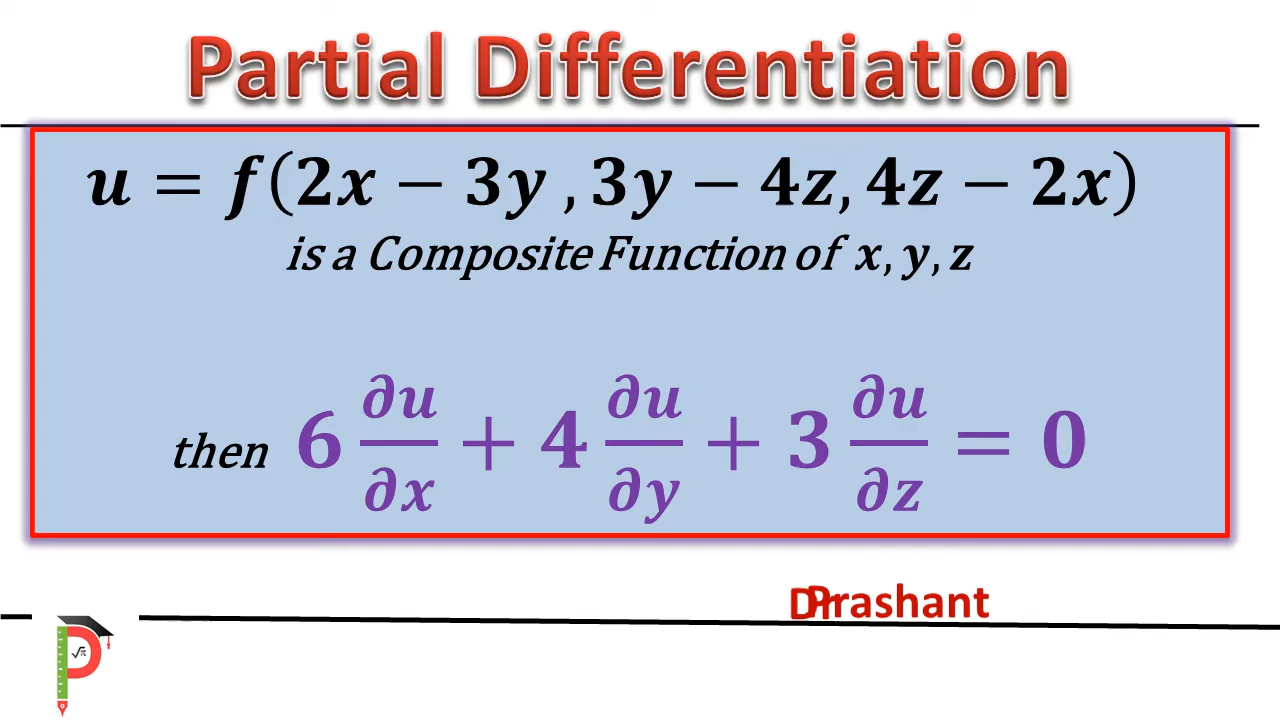 Partial Differentiation
u = f(2x − 3y , 3y − 4z, 4z − 2x)
is a Composite Function of x, y, z
then 6 ∂u/∂x + 4 ∂u/∂y + 3 ∂u/∂z = 0
Dr Prashant
√π